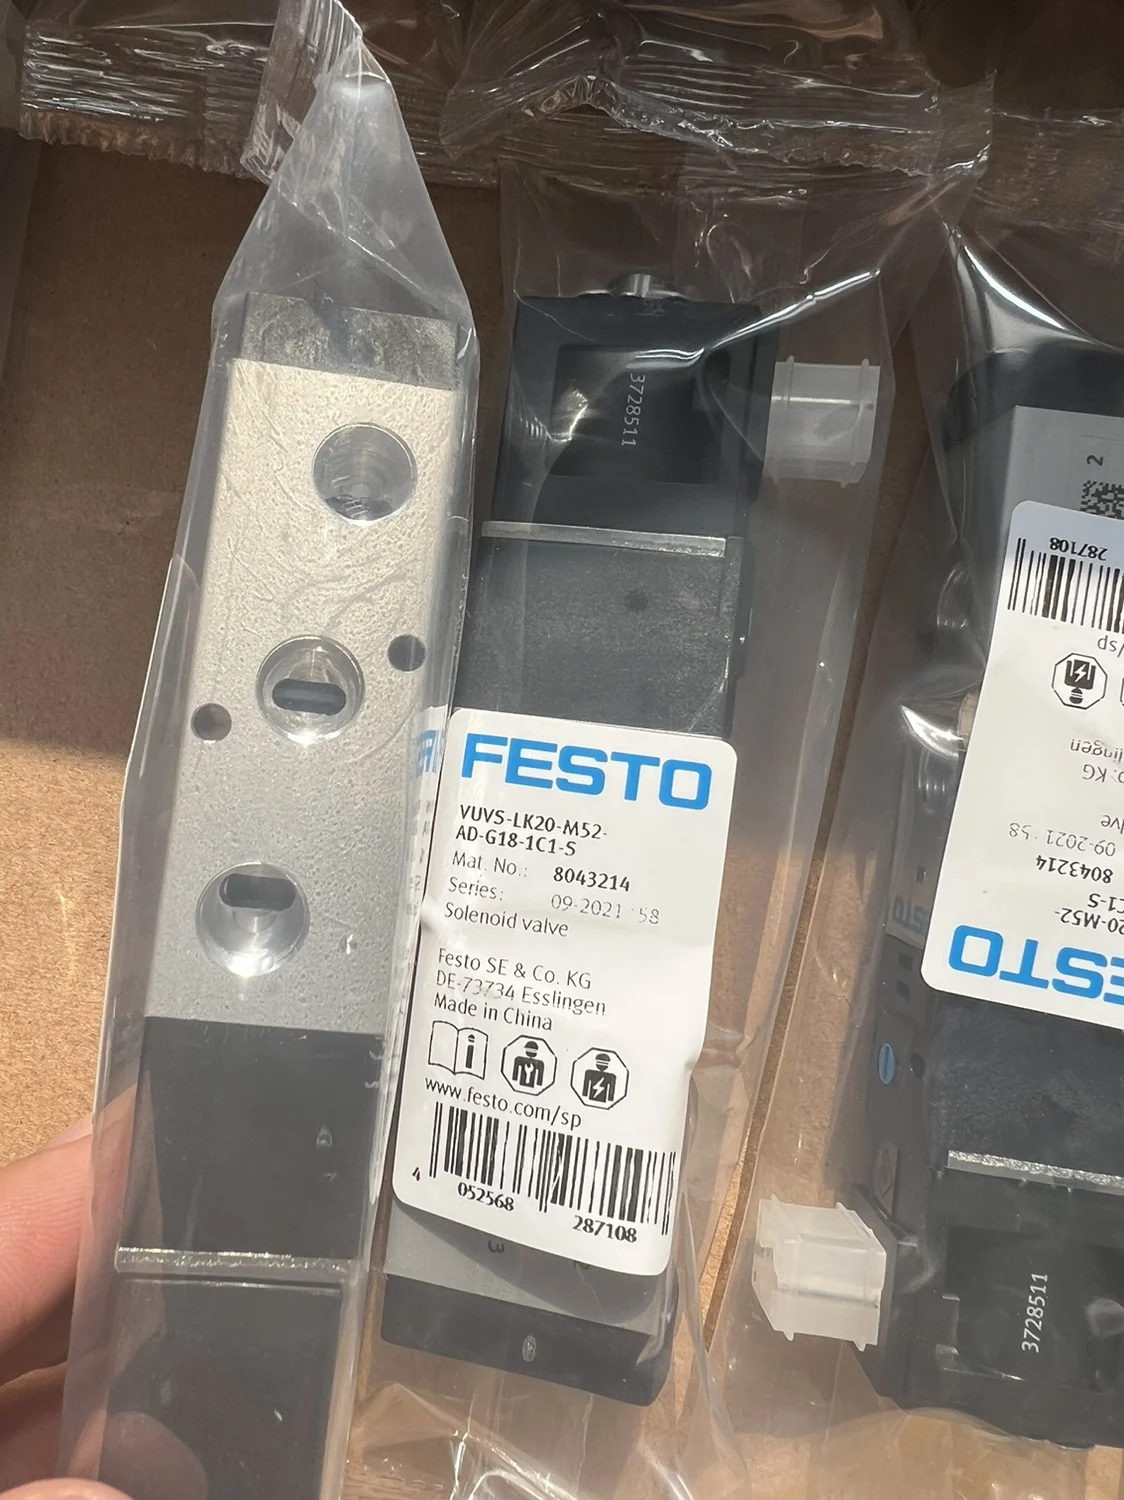 3728511
FESTO
VUVS-LK20-M52-
AD-G18-1C1-S
Mat. No.: 8043214
Series: 09-2021 58
Solenoid valve
Festo SE & Co. KG
DE-73734 Esslingen
Made in China
www.festo.com/sp
4 052568 287108
3
2
287108
/sp
lingen
o. KG
lve
09-2021 58
8043214
C1-S
20-M52-
ESTO
FESTO
3728511